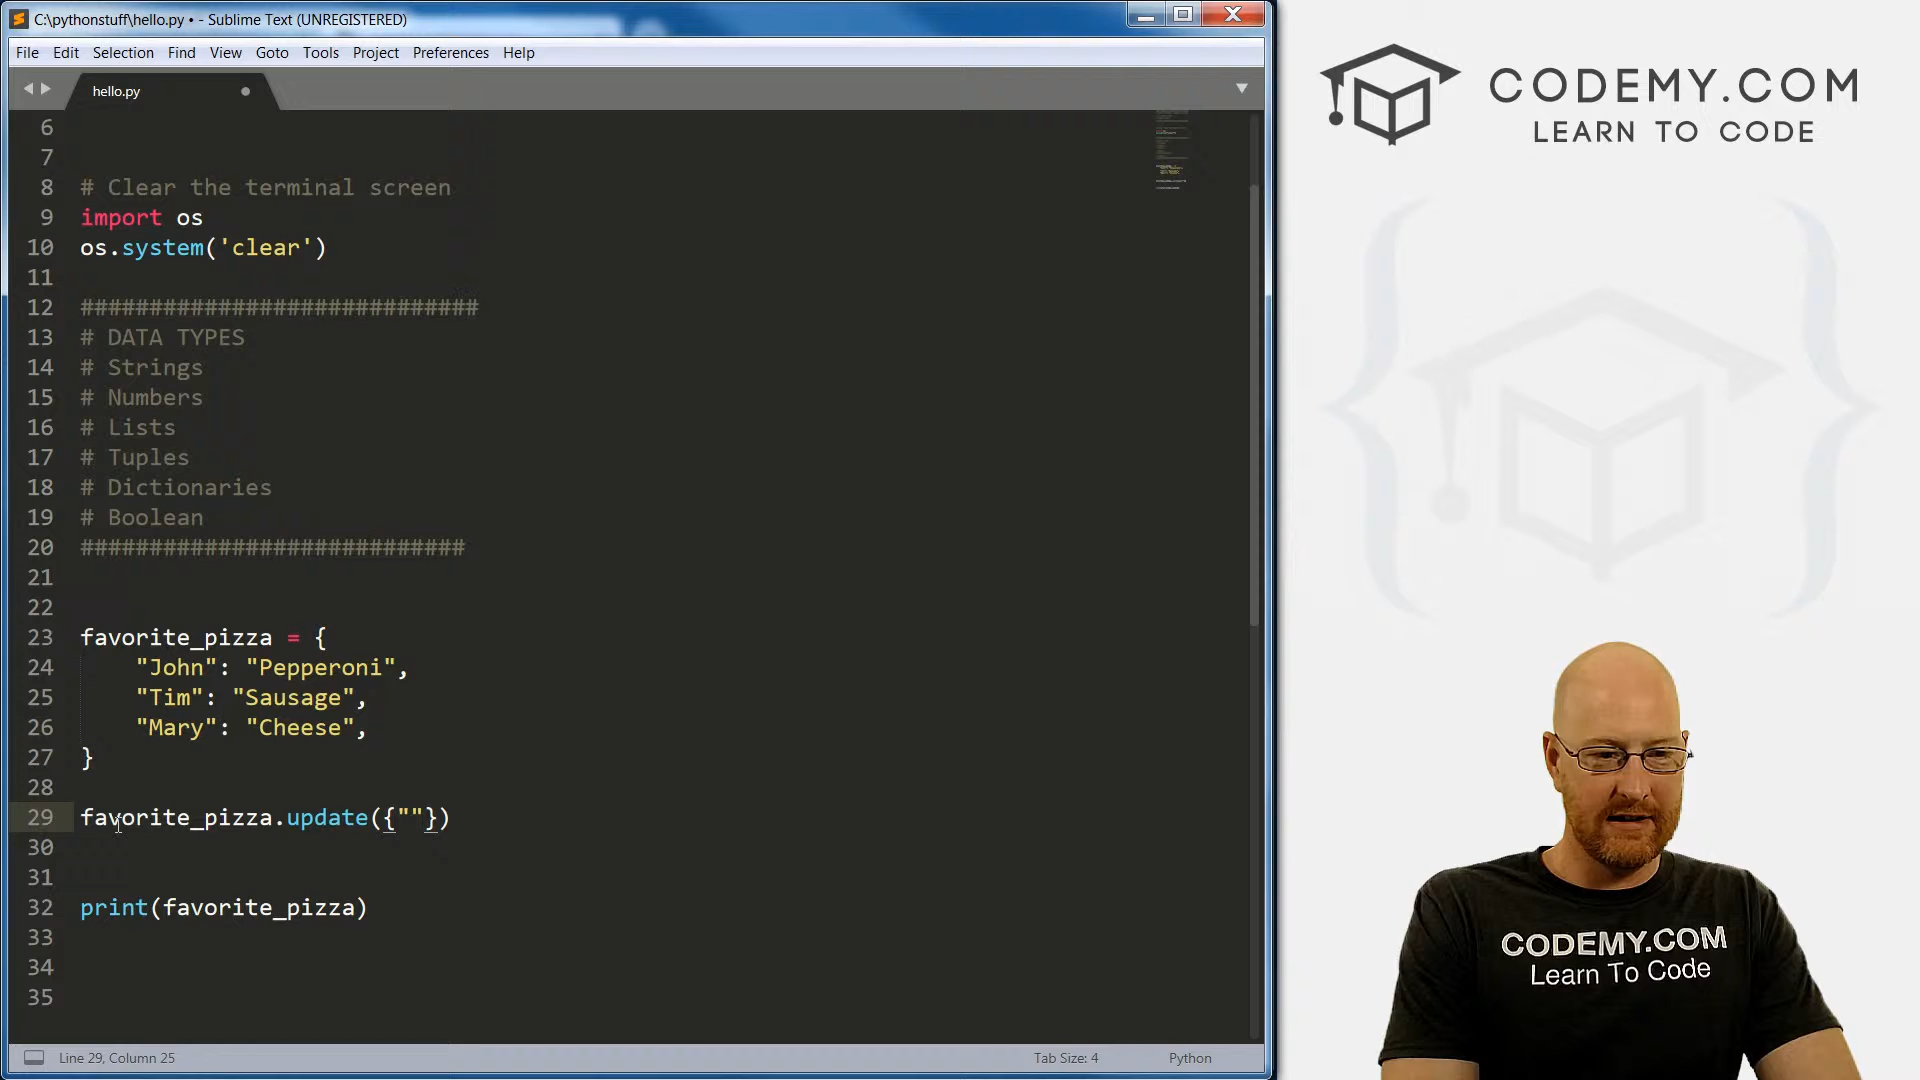 C:\pythonstuff\hello.py • - Sublime Text (UNREGISTERED)
File Edit Selection Find View Goto Tools Project Preferences Help
hello.py
6
7
8 # Clear the terminal screen
9 import os
10 os.system('clear')
11
12 #############################
13 # DATA TYPES
14 # Strings
15 # Numbers
16 # Lists
17 # Tuples
18 # Dictionaries
19 # Boolean
20 ############################
21
22
23 favorite_pizza = {
24     "John": "Pepperoni",
25     "Tim": "Sausage",
26     "Mary": "Cheese",
27 }
28
29 favorite_pizza.update({""})
30
31
32 print(favorite_pizza)
33
34
35
Line 29, Column 25 Tab Size: 4 Python
CODEMY.COM
LEARN TO CODE
CODEMY.COM
Learn To Code